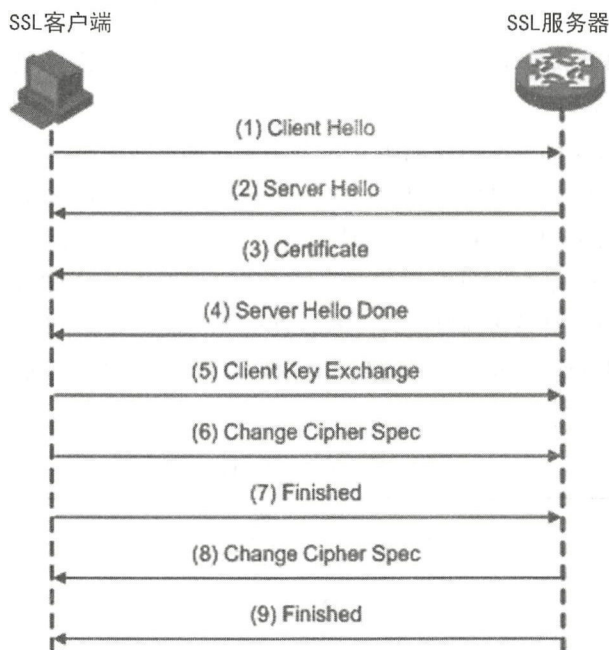 SSL客户端
SSL服务器
(1) Client Hello
(2) Server Hello
(3) Certificate
(4) Server Hello Done
(5) Client Key Exchange
(6) Change Cipher Spec
(7) Finished
(8) Change Cipher Spec
(9) Finished